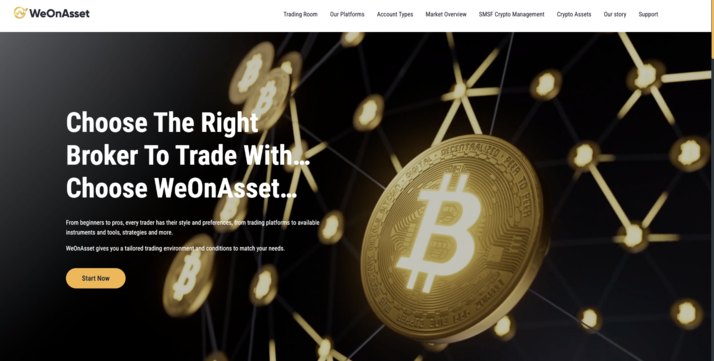 WeOnAsset
Trading Room Our Platforms Account Types Market Overview SMSF Crypto Management Crypto Assets Our story Support
Choose The Right
Broker To Trade With...
Choose WeOnAsset...
From beginners to pros, every trader has their style and preferences, from trading platforms to available
instruments and tools, strategies and more.
WeOnAsset gives you a tailored trading environment and conditions to match your needs.
Start Now